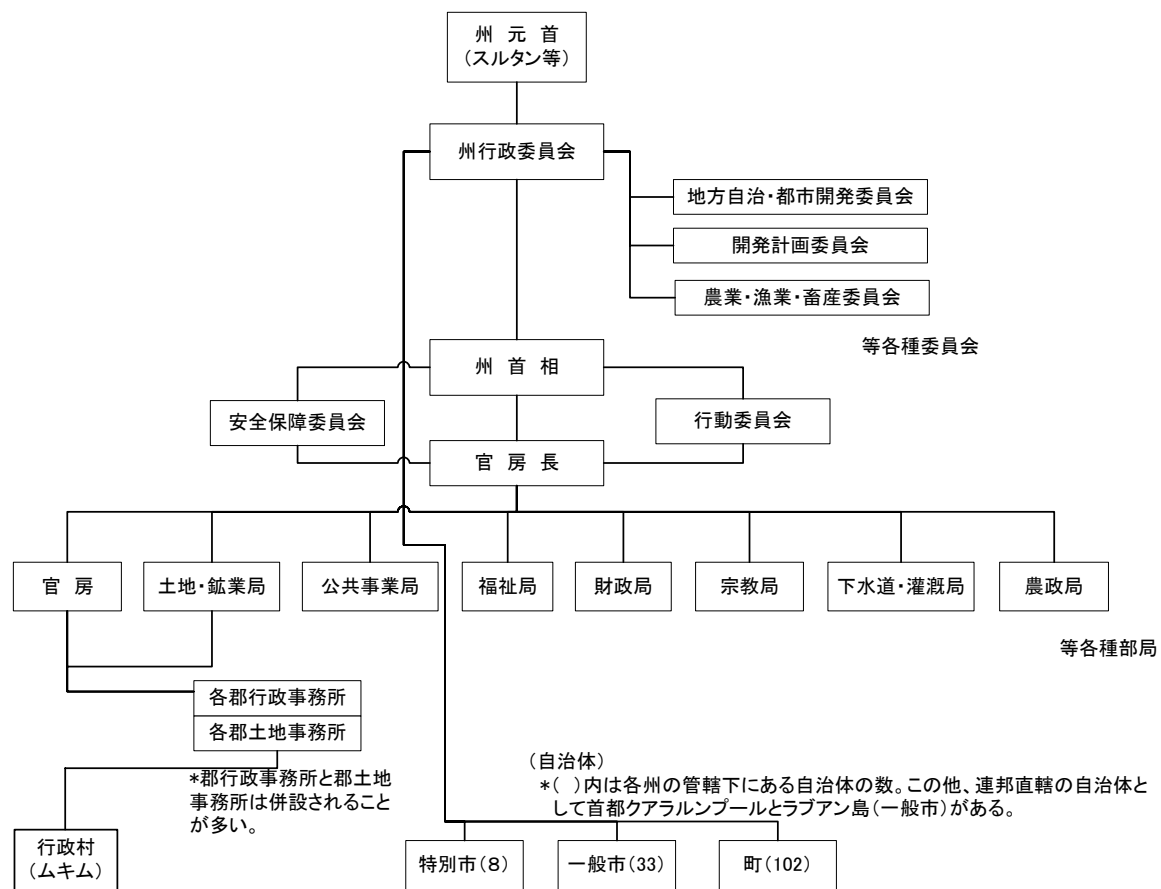 州 元 首
(スルタン等)
州行政委員会
地方自治・都市開発委員会
開発計画委員会
農業・漁業・畜産委員会
等各種委員会
州 首 相
安全保障委員会
行動委員会
官 房 長
官 房
土地・鉱業局
公共事業局
福祉局
財政局
宗教局
下水道・灌漑局
農政局
等各種部局
各郡行政事務所
各郡土地事務所
*郡行政事務所と郡土地
事務所は併設されること
が多い。
(自治体)
*( )内は各州の管轄下にある自治体の数。この他、連邦直轄の自治体と
して首都クアラルンプールとラブアン島(一般市)がある。
行政村
(ムキム)
特別市(8)
一般市(33)
町(102)